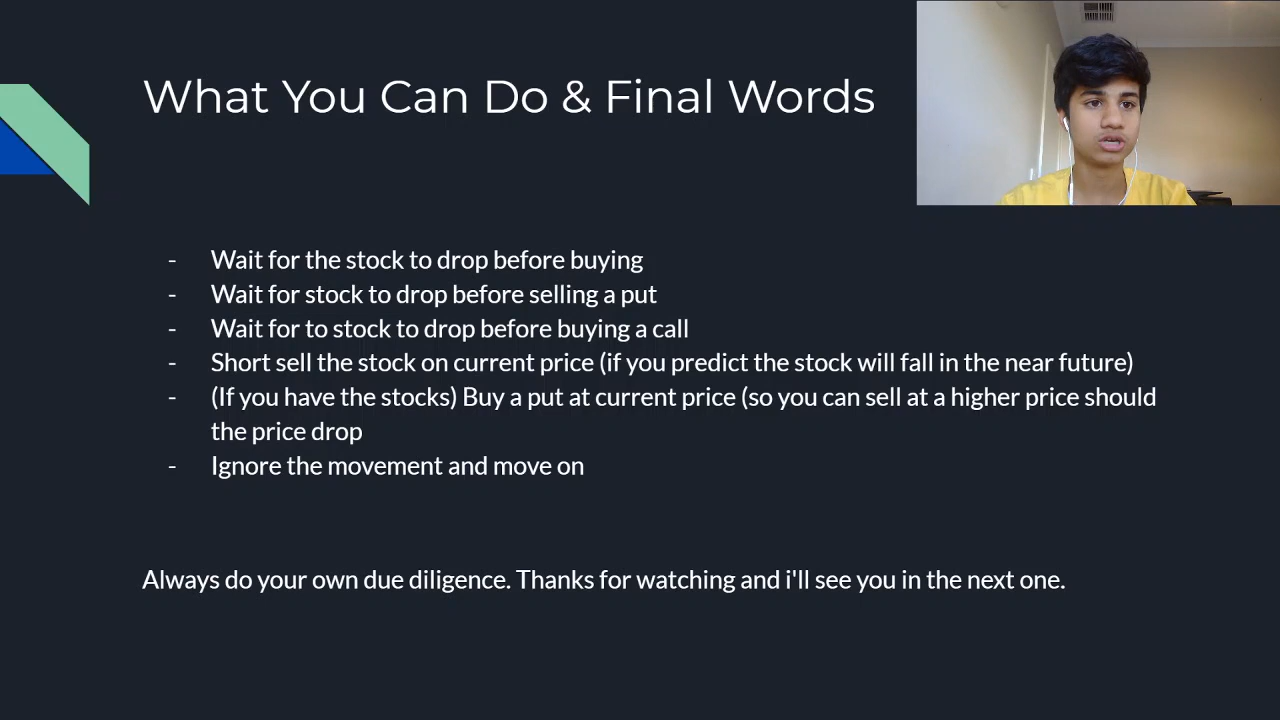 What You Can Do & Final Words
- Wait for the stock to drop before buying
- Wait for stock to drop before selling a put
- Wait for to stock to drop before buying a call
- Short sell the stock on current price (if you predict the stock will fall in the near future)
- (If you have the stocks) Buy a put at current price (so you can sell at a higher price should
the price drop
- Ignore the movement and move on
Always do your own due diligence. Thanks for watching and i'll see you in the next one.